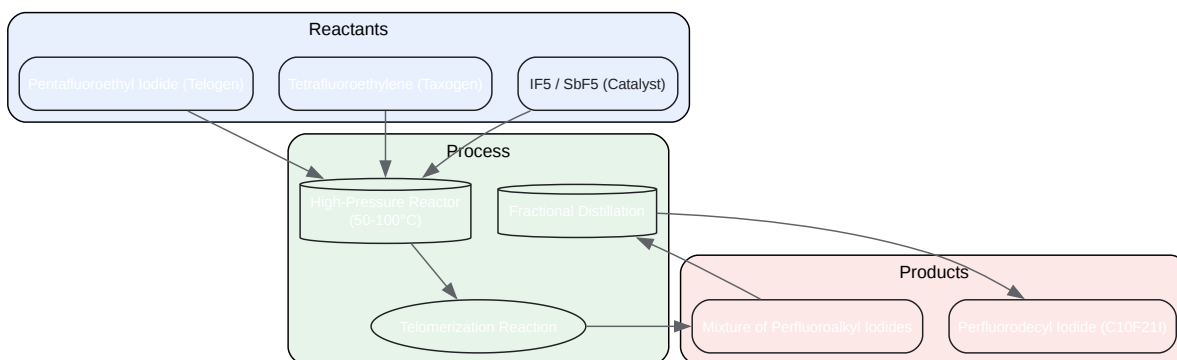 Reactants
Pentafluoroethyl Iodide (Telogen)
Tetrafluoroethylene (Taxogen)
IF5 / SbF5 (Catalyst)
Process
High-Pressure Reactor
(50-100°C)
Fractional Distillation
Telomerization Reaction
Products
Mixture of Perfluoroalkyl Iodides
Perfluorodecyl Iodide (C10F21I)